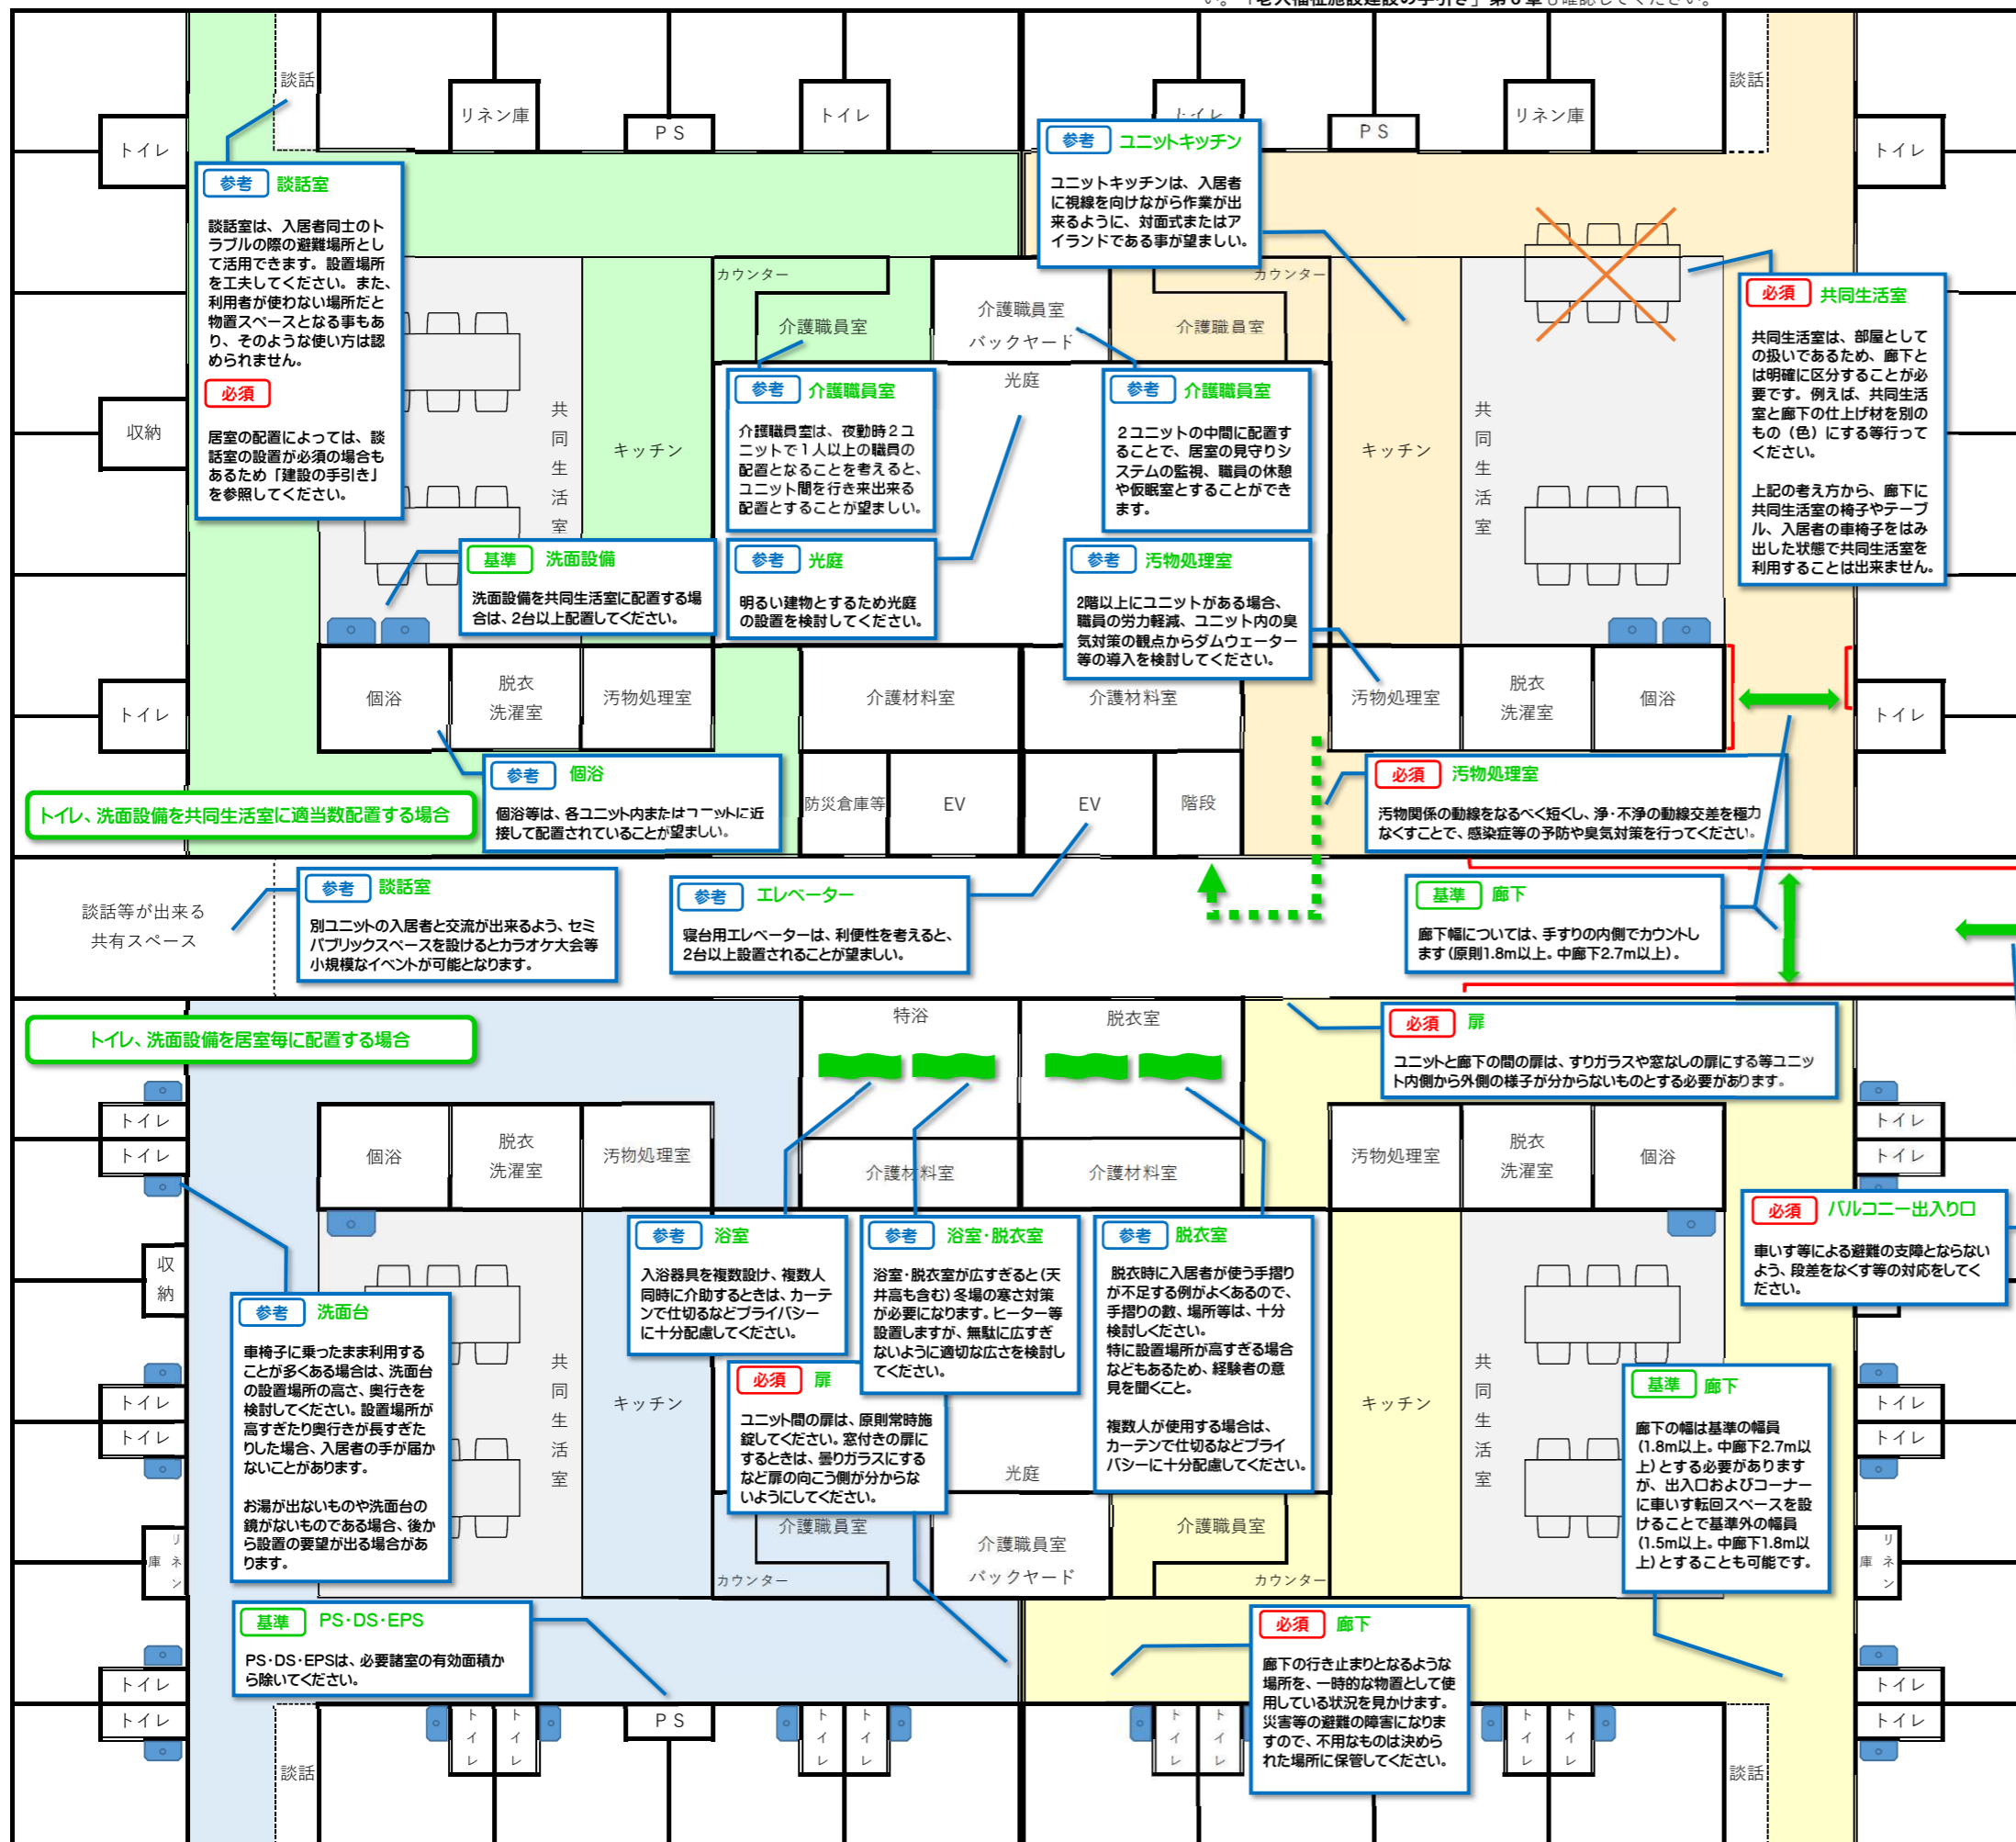 い。「老人福祉施設建設の手引き」第6章も確認してください。
談話
リネン庫
PS
トイレ
トイレ
PS
リネン庫
談話
トイレ
トイレ
参考 談話室
談話室は、入居者同士のト
ラブルの際の避難場所とし
て活用できます。設置場所
を工夫してください。また、
利用者が使わない場所だと
物置スペースとなる事もあ
り、そのような使い方は認
められません。
必須
居室の配置によっては、談
話室の設置が必須の場合も
あるため「建設の手引き」
を参照してください。
参考 ユニットキッチン
ユニットキッチンは、入居者
に視線を向けながら作業が出
来るように、対面式またはア
イランドである事が望ましい。
カウンター
介護職員室
介護職員室
バックヤード
カウンター
介護職員室
必須 共同生活室
共同生活室は、部屋として
の扱いであるため、廊下と
は明確に区分することが必
要です。例えば、共同生活
室と廊下の仕上げ材を別の
もの（色）にする等行って
ください。
上記の考え方から、廊下に
共同生活室の椅子やテーブ
ル、入居者の車椅子をはみ
出した状態で共同生活室を
利用することは出来ません。
光庭
収納
共同生活室
キッチン
参考 介護職員室
介護職員室は、夜勤時２ユ
ニットで１人以上の職員の
配置となることを考えると、
ユニット間を行き来出来る
配置とすることが望ましい。
参考 介護職員室
２ユニットの中間に配置す
ることで、居室の見守りシ
ステムの監視、職員の休憩
や仮眠室とすることができ
ます。
キッチン
共同生活室
基準 洗面設備
洗面設備を共同生活室に配置する場
合は、2台以上配置してください。
参考 光庭
明るい建物とするため光庭
の設置を検討してください。
参考 汚物処理室
2階以上にユニットがある場合、
職員の労力軽減、ユニット内の臭
気対策の観点からダムウェーター
等の導入を検討してください。
トイレ
個浴
脱衣
洗濯室
汚物処理室
介護材料室
介護材料室
汚物処理室
脱衣
洗濯室
個浴
トイレ
参考 個浴
個浴等は、各ユニット内またはユニットに近
接して配置されていることが望ましい。
防災倉庫等
EV
EV
階段
必須 汚物処理室
汚物関係の動線をなるべく短くし、浄・不浄の動線交差を極力
なくすことで、感染症等の予防や臭気対策を行ってください。
トイレ、洗面設備を共同生活室に適当数配置する場合
談話等が出来る
共有スペース
参考 談話室
別ユニットの入居者と交流が出来るよう、セミ
パブリックスペースを設けるとカラオケ大会等
小規模なイベントが可能となります。
参考 エレベーター
寝台用エレベーターは、利便性を考えると、
2台以上設置されることが望ましい。
基準 廊下
廊下幅については、手すりの内側でカウントし
ます（原則1.8m以上。中廊下2.7m以上）。
トイレ、洗面設備を居室毎に配置する場合
特浴
脱衣室
必須 扉
ユニットと廊下の間の扉は、すりガラスや窓なしの扉にする等ユニッ
ト内側から外側の様子が分からないものとする必要があります。
トイレ
トイレ
個浴
脱衣
洗濯室
汚物処理室
介護材料室
介護材料室
汚物処理室
脱衣
洗濯室
個浴
トイレ
トイレ
必須 バルコニー出入り口
車いす等による避難の支障とならない
よう、段差をなくす等の対応をしてく
ださい。
収納
参考 洗面台
車椅子に乗ったまま利用する
ことが多くある場合は、洗面台
の設置場所の高さ、奥行きを
検討してください。設置場所が
高すぎたり奥行きが長すぎた
りした場合、入居者の手が届か
ないことがあります。
お湯が出ないものや洗面台の
鏡がないものである場合、後か
ら設置の要望が出る場合があ
ります。
参考 浴室
入浴器具を複数設け、複数人
同時に介助するときは、カーテ
ンで仕切るなどプライバシー
に十分配慮してください。
参考 浴室・脱衣室
浴室・脱衣室が広すぎると（天
井高も含む）冬場の寒さ対策
が必要になります。ヒーター等
設置しますが、無駄に広すぎ
ないように適切な広さを検討し
てください。
参考 脱衣室
脱衣時に入居者が使う手摺り
が不足する例がよくあるので、
手摺りの数、場所等は、十分
検討しください。
特に設置場所が高すぎる場合
などもあるため、経験者の意
見を聞くこと。
複数人が使用する場合は、
カーテンで仕切るなどプライ
バシーに十分配慮してください。
必須 扉
ユニット間の扉は、原則常時施
錠してください。窓付きの扉に
するときは、曇りガラスにする
など扉の向こう側が分からな
いようにしてください。
共同生活室
キッチン
光庭
キッチン
共同生活室
基準 廊下
廊下の幅は基準の幅員
（1.8m以上。中廊下2.7m以
上）とする必要があります
が、出入口およびコーナー
に車いす転回スペースを設
けることで基準外の幅員
（1.5m以上。中廊下1.8m以
上）とすることも可能です。
トイレ
トイレ
トイレ
トイレ
介護職員室
カウンター
介護職員室
バックヤード
介護職員室
カウンター
リネン庫
リネン庫
基準 PS・DS・EPS
PS・DS・EPSは、必要諸室の有効面積か
ら除いてください。
必須 廊下
廊下の行き止まりとなるような
場所を、一時的な物置として使
用している状況を見かけます。
災害等の避難の障害になりま
すので、不用なものは決めら
れた場所に保管してください。
トイレ
トイレ
トイレ
トイレ
談話
トイレ
トイレ
PS
トイレ
トイレ
トイレ
トイレ
トイレ
トイレ
談話